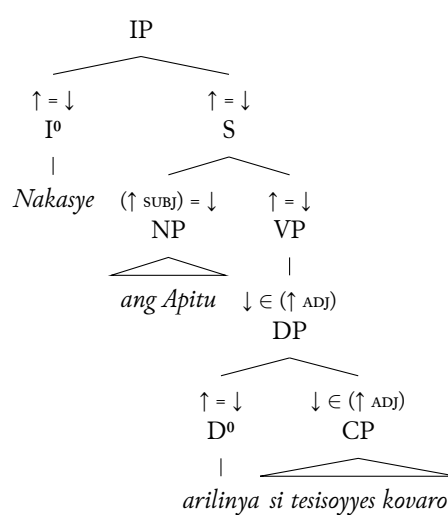 IP
↑ = ↓ ↑ = ↓
I⁰ S
Nakasye (↑ SUBJ) = ↓ ↑ = ↓
NP VP
ang Apitu ↓ ∈ (↑ ADJ)
DP
↑ = ↓ ↓ ∈ (↑ ADJ)
D⁰ CP
arilinya si tesisoyyes kovaro